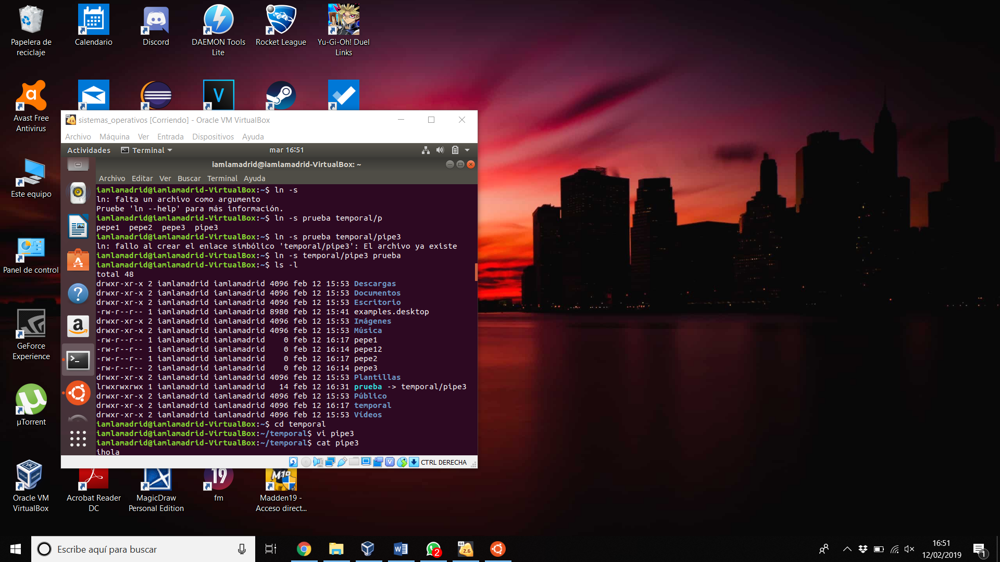 Papelera de
reciclaje
Calendario
Discord
DAEMON Tools
Lite
Rocket League
Yu-Gi-Oh! Duel
Links
Avast Free
Antivirus
Este equipo
Panel de control
GeForce
Experience
µTorrent
Oracle VM
VirtualBox
Acrobat Reader
DC
MagicDraw
Personal Edition
19
fm
M19
Madden19 -
Acceso direct...
V
64
2.6
sistemas_operativos [Corriendo] - Oracle VM VirtualBox
Archivo Máquina Ver Entrada Dispositivos Ayuda
Actividades Terminal mar 16:51
iamlamadrid@iamlamadrid-VirtualBox: ~
Archivo Editar Ver Buscar Terminal Ayuda
iamlamadrid@iamlamadrid-VirtualBox:~$ ln -s
ln: falta un archivo como argumento
Pruebe 'ln --help' para más información.
iamlamadrid@iamlamadrid-VirtualBox:~$ ln -s prueba temporal/p
pepe1 pepe2 pepe3 pipe3
iamlamadrid@iamlamadrid-VirtualBox:~$ ln -s prueba temporal/pipe3
ln: fallo al crear el enlace simbólico 'temporal/pipe3': El archivo ya existe
iamlamadrid@iamlamadrid-VirtualBox:~$ ln -s temporal/pipe3 prueba
iamlamadrid@iamlamadrid-VirtualBox:~$ ls -l
total 48
drwxr-xr-x 2 iamlamadrid iamlamadrid 4096 feb 12 15:53 Descargas
drwxr-xr-x 2 iamlamadrid iamlamadrid 4096 feb 12 15:53 Documentos
drwxr-xr-x 2 iamlamadrid iamlamadrid 4096 feb 12 15:53 Escritorio
-rw-r--r-- 1 iamlamadrid iamlamadrid 8980 feb 12 15:41 examples.desktop
drwxr-xr-x 2 iamlamadrid iamlamadrid 4096 feb 12 15:53 Imágenes
drwxr-xr-x 2 iamlamadrid iamlamadrid 4096 feb 12 15:53 Música
-rw-r--r-- 1 iamlamadrid iamlamadrid 0 feb 12 16:17 pepe1
-rw-r--r-- 1 iamlamadrid iamlamadrid 0 feb 12 16:14 pepe12
-rw-r--r-- 1 iamlamadrid iamlamadrid 0 feb 12 16:17 pepe2
-rw-r--r-- 2 iamlamadrid iamlamadrid 0 feb 12 16:14 pepe3
drwxr-xr-x 2 iamlamadrid iamlamadrid 4096 feb 12 15:53 Plantillas
lrwxrwxrwx 1 iamlamadrid iamlamadrid 14 feb 12 16:31 prueba -> temporal/pipe3
drwxr-xr-x 2 iamlamadrid iamlamadrid 4096 feb 12 15:53 Público
drwxr-xr-x 2 iamlamadrid iamlamadrid 4096 feb 12 16:17 temporal
drwxr-xr-x 2 iamlamadrid iamlamadrid 4096 feb 12 15:53 Vídeos
iamlamadrid@iamlamadrid-VirtualBox:~$ cd temporal
iamlamadrid@iamlamadrid-VirtualBox:~/temporal$ vi pipe3
iamlamadrid@iamlamadrid-VirtualBox:~/temporal$ cat pipe3
ihola
CTRL DERECHA
Escribe aquí para buscar
2
64
2.6
16:51
12/02/2019
1